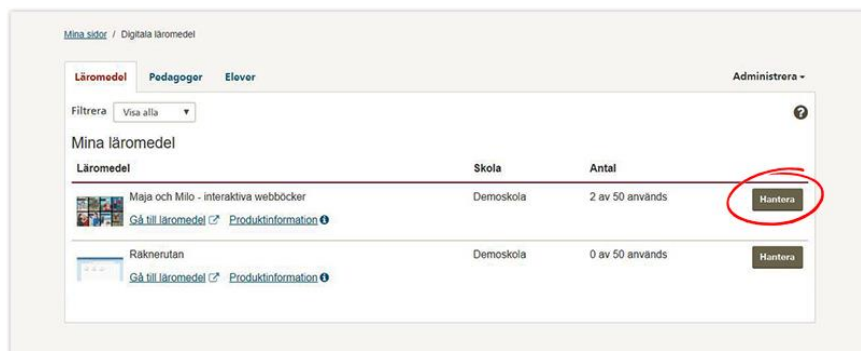 Mina sidor / Digitala läromedel
Läromedel Pedagoger Elever Administrera
Filtrera Visa alla ?
Mina läromedel
Läromedel Skola Antal
Maja och Milo - interaktiva webböcker Demoskola 2 av 50 används Hantera
Gå till läromedel Produktinformation
Räknerutan Demoskola 0 av 50 används Hantera
Gå till läromedel Produktinformation